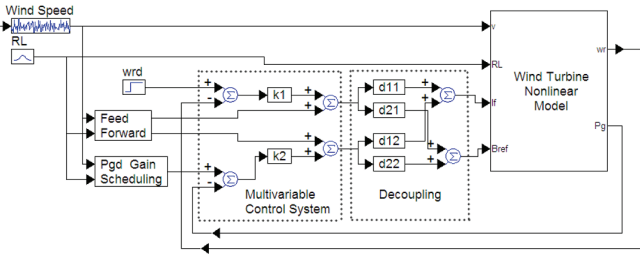 Wind Speed
RL
wrd
k1
k2
Feed
Forward
Pgd Gain
Scheduling
Multivariable
Control System
d11
d21
d12
d22
Decoupling
v
RL
If
Bref
Wind Turbine
Nonlinear
Model
wr
Pg